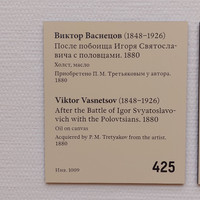 Виктор Васнецов (1848–1926)
После побоища Игоря Святосла-
вича с половцами. 1880
Холст, масло
Приобретено П. М. Третьяковым у автора.
1880
Viktor Vasnetsov (1848–1926)
After the Battle of Igor Svyatoslavo-
vich with the Polovtsians. 1880
Oil on canvas
Acquired by P.M. Tretyakov from the artist.
1880
Инв.
425